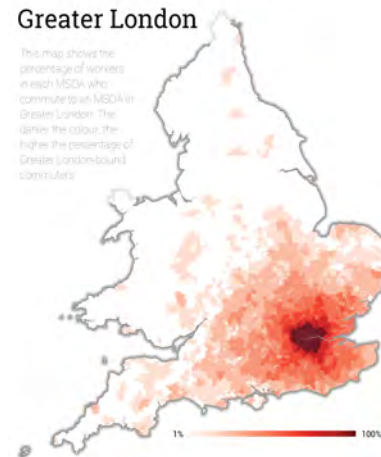 Greater London
This map shows the
percentage of workers
in each MSOA who
commute to an MSOA in
Greater London. The
darker the colour, the
higher the percentage of
Greater London-bound
commuters
1%
100%